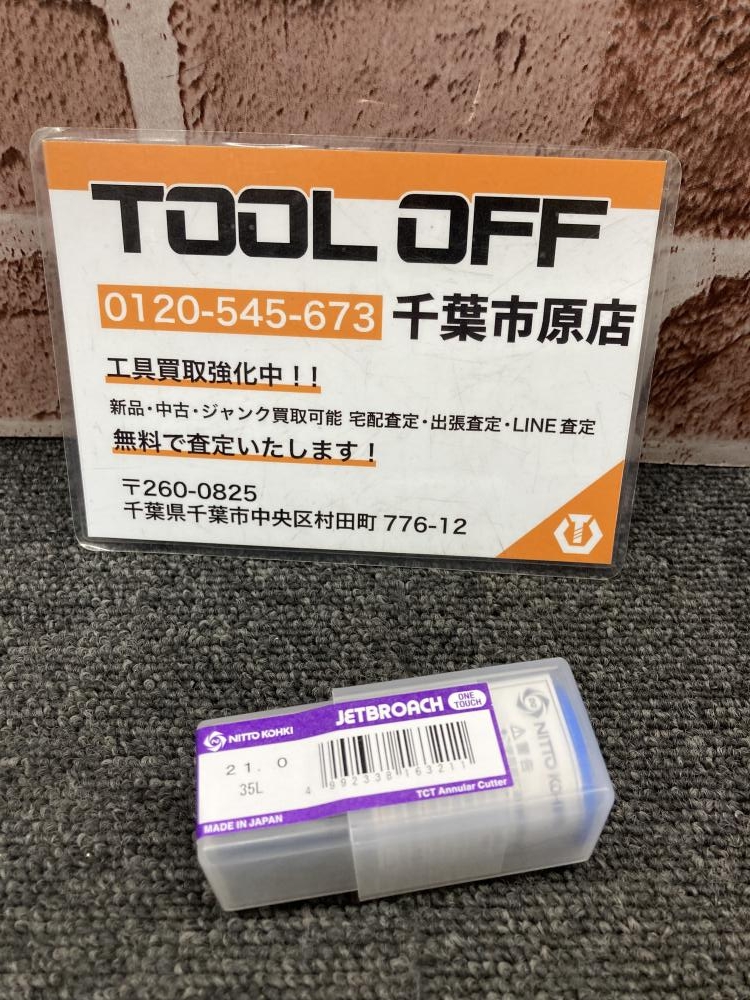 TOOL OFF
0120-545-673 千葉市原店
工具買取強化中！！
新品・中古・ジャンク買取可能 宅配査定・出張査定・LINE査定
無料で査定いたします！
〒260-0825
千葉県千葉市中央区村田町 776-12
NITTO KOHKI JETBROACH ONE TOUCH
21.0
35L
4 992338 163211
MADE IN JAPAN TCT Annular Cutter
NITTO KOHKI